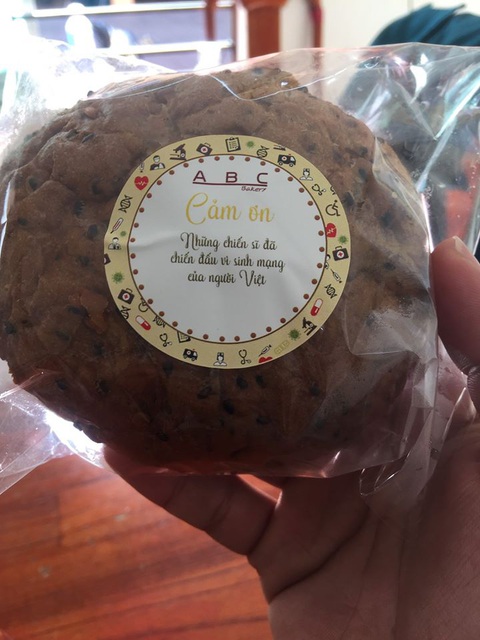 ABC
Bakery
Cảm ơn
Những chiến sĩ đã
chiến đấu vì sinh mạng
của người Việt